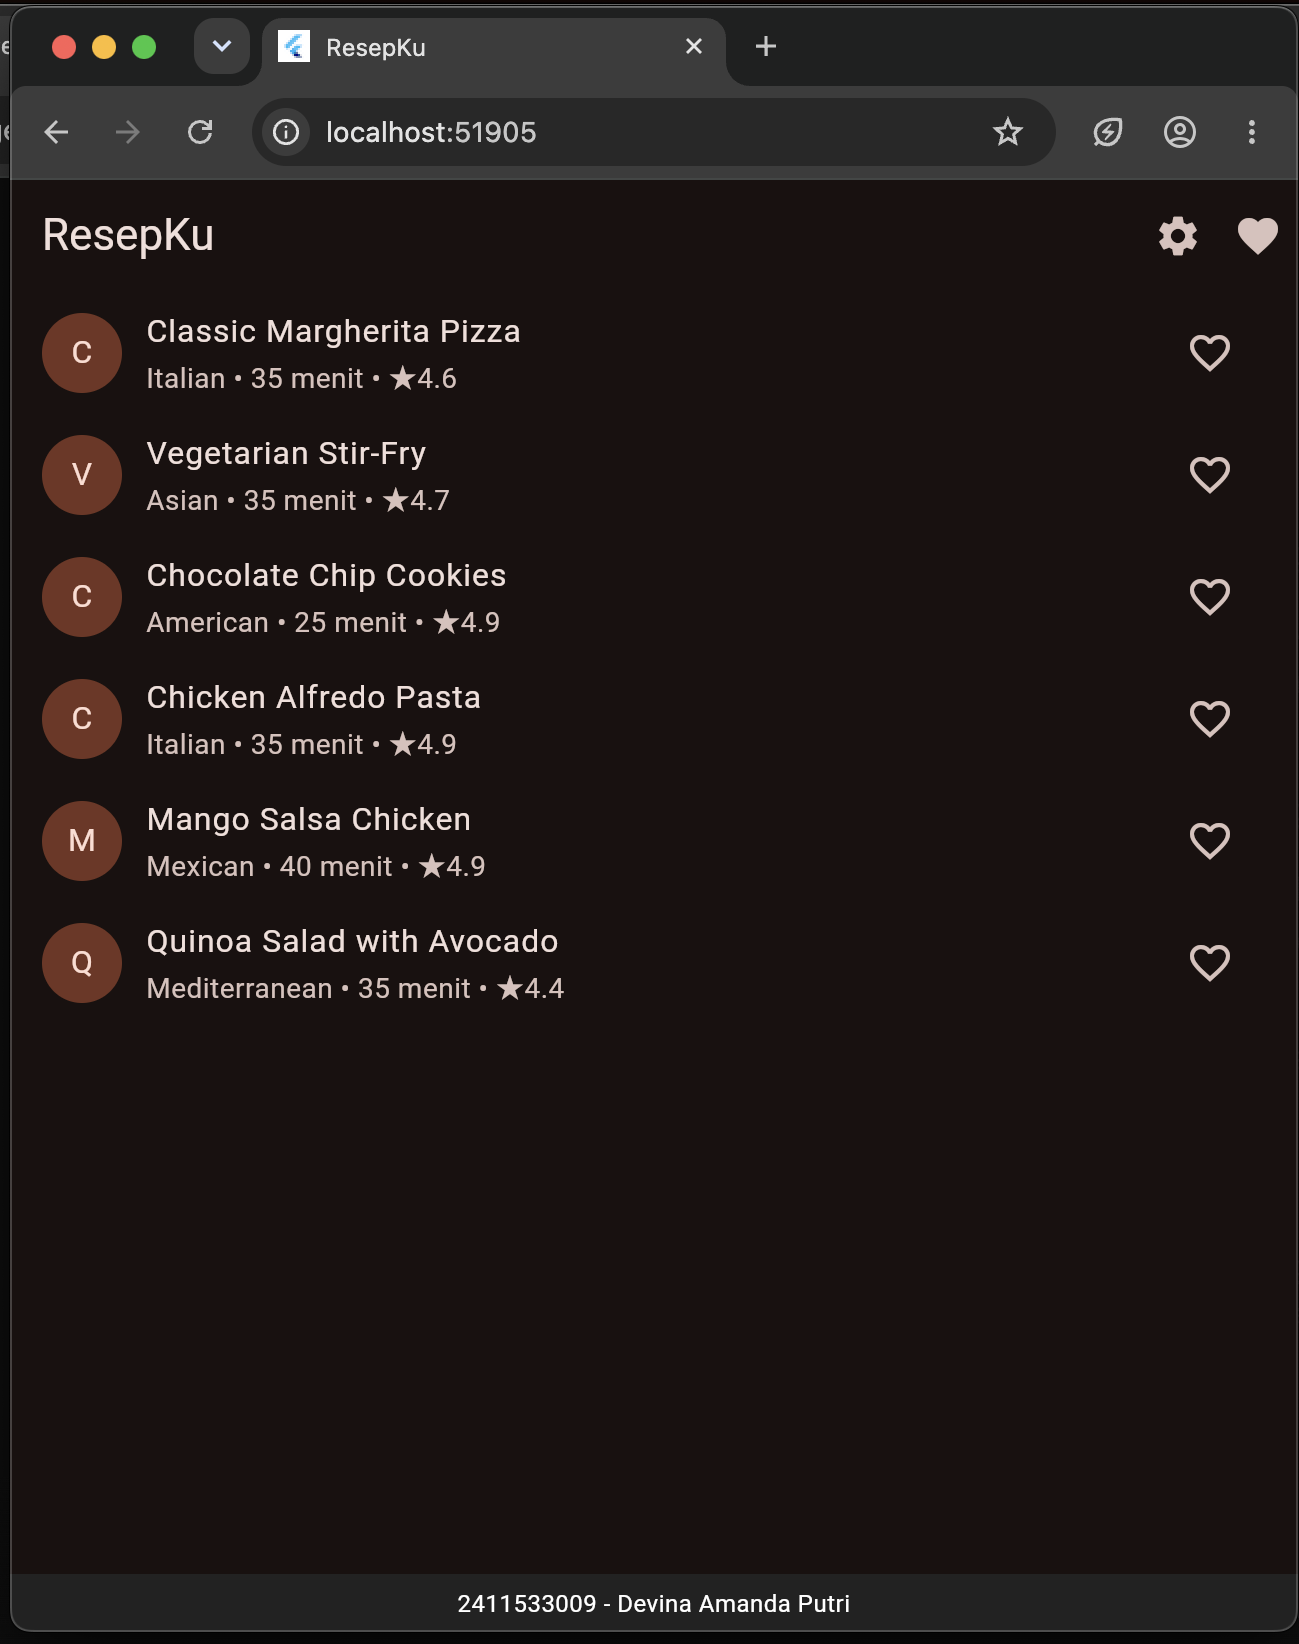 ResepKu
localhost:51905
ResepKu
C
Classic Margherita Pizza
Italian • 35 menit • ★4.6
V
Vegetarian Stir-Fry
Asian • 35 menit • ★4.7
C
Chocolate Chip Cookies
American • 25 menit • ★4.9
C
Chicken Alfredo Pasta
Italian • 35 menit • ★4.9
M
Mango Salsa Chicken
Mexican • 40 menit • ★4.9
Q
Quinoa Salad with Avocado
Mediterranean • 35 menit • ★4.4
2411533009 - Devina Amanda Putri